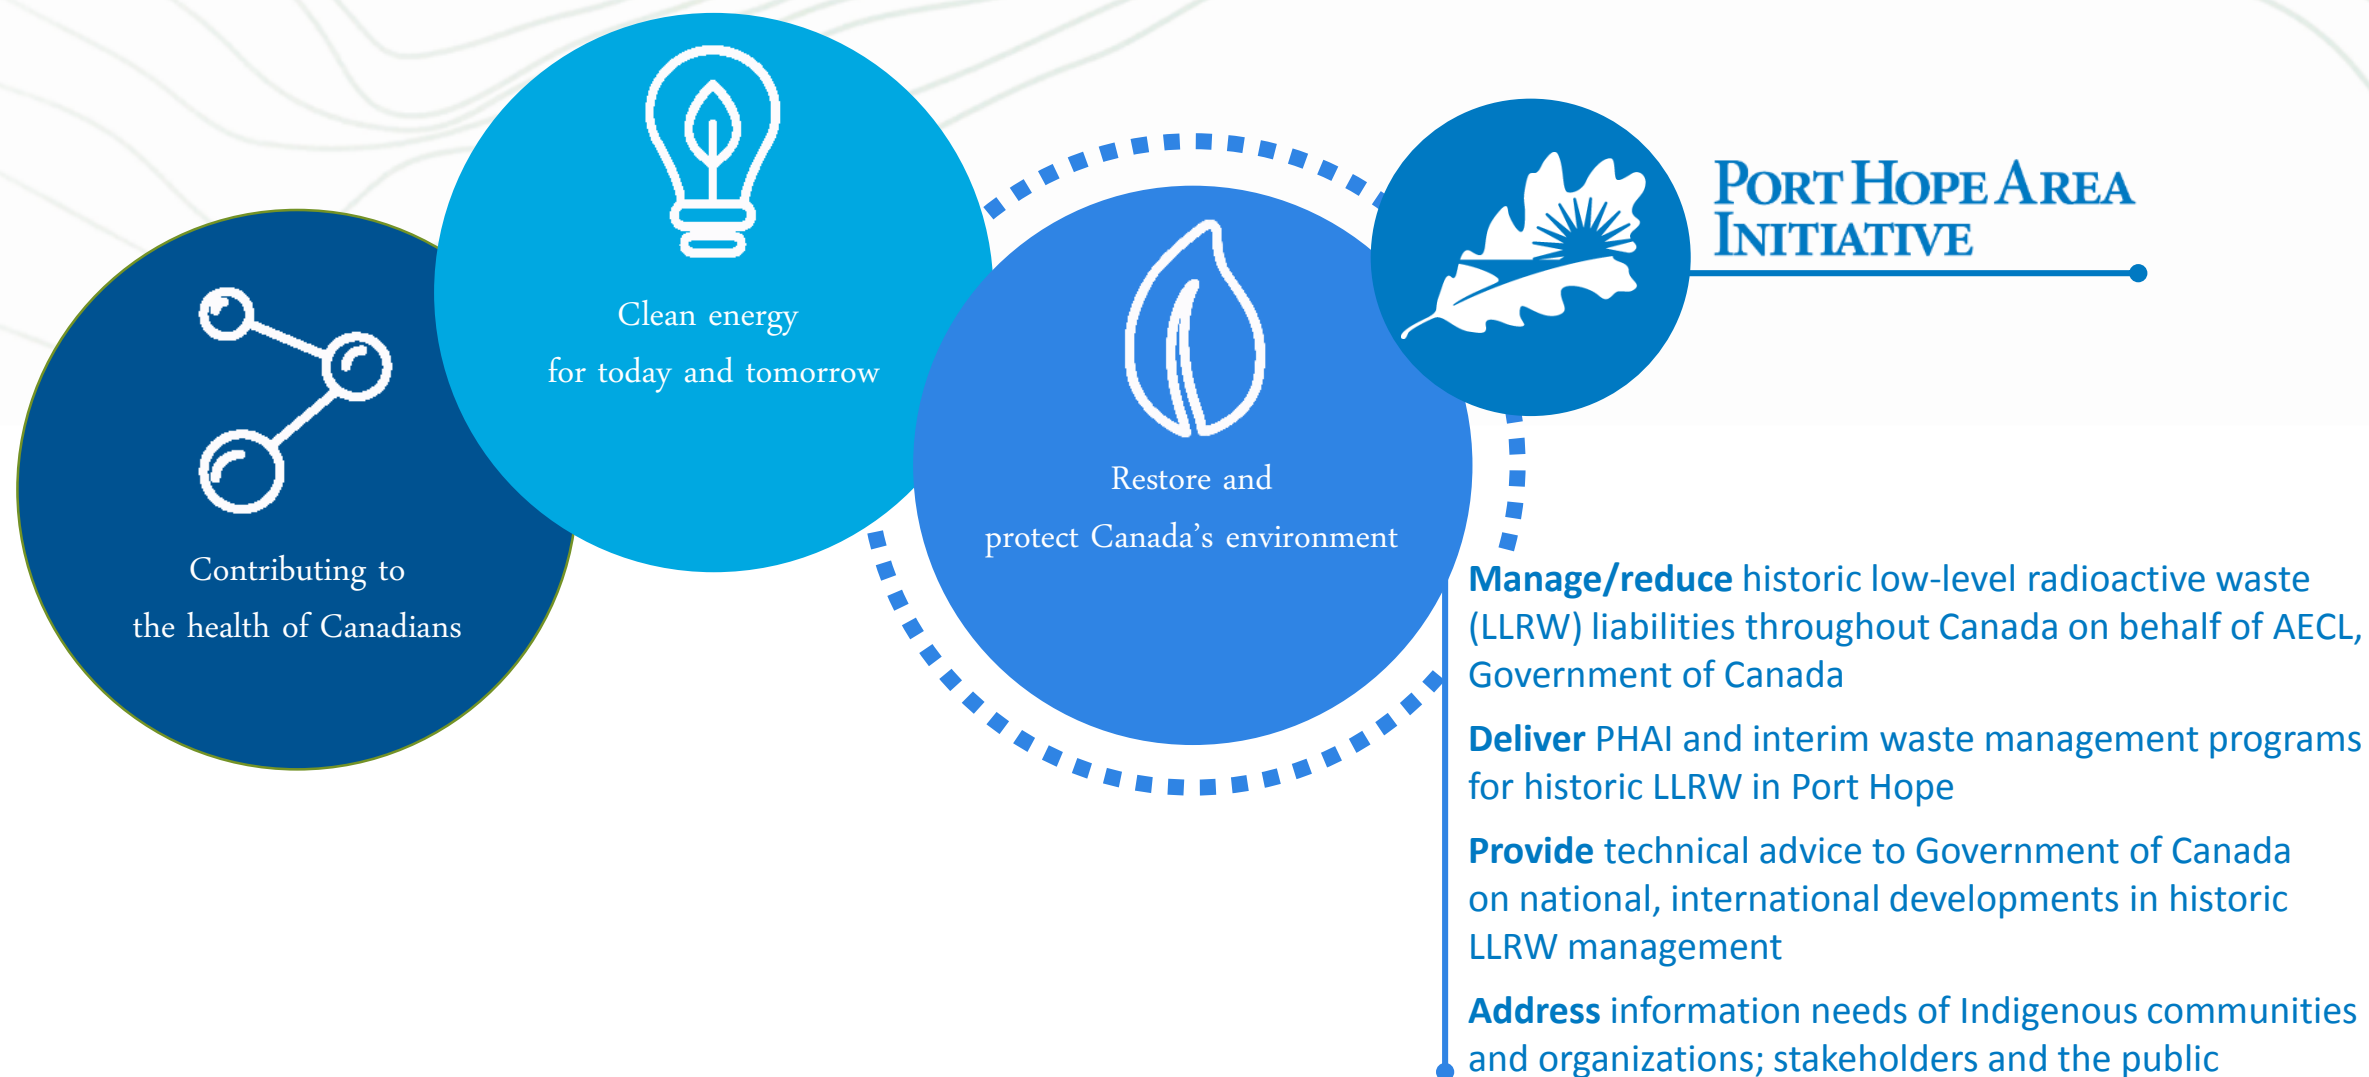 Contributing to
the health of Canadians
Clean energy
for today and tomorrow
Restore and
protect Canada’s environment
PORT HOPE AREA
INITIATIVE
Manage/reduce historic low-level radioactive waste
(LLRW) liabilities throughout Canada on behalf of AECL,
Government of Canada
Deliver PHAI and interim waste management programs
for historic LLRW in Port Hope
Provide technical advice to Government of Canada
on national, international developments in historic
LLRW management
Address information needs of Indigenous communities
and organizations; stakeholders and the public